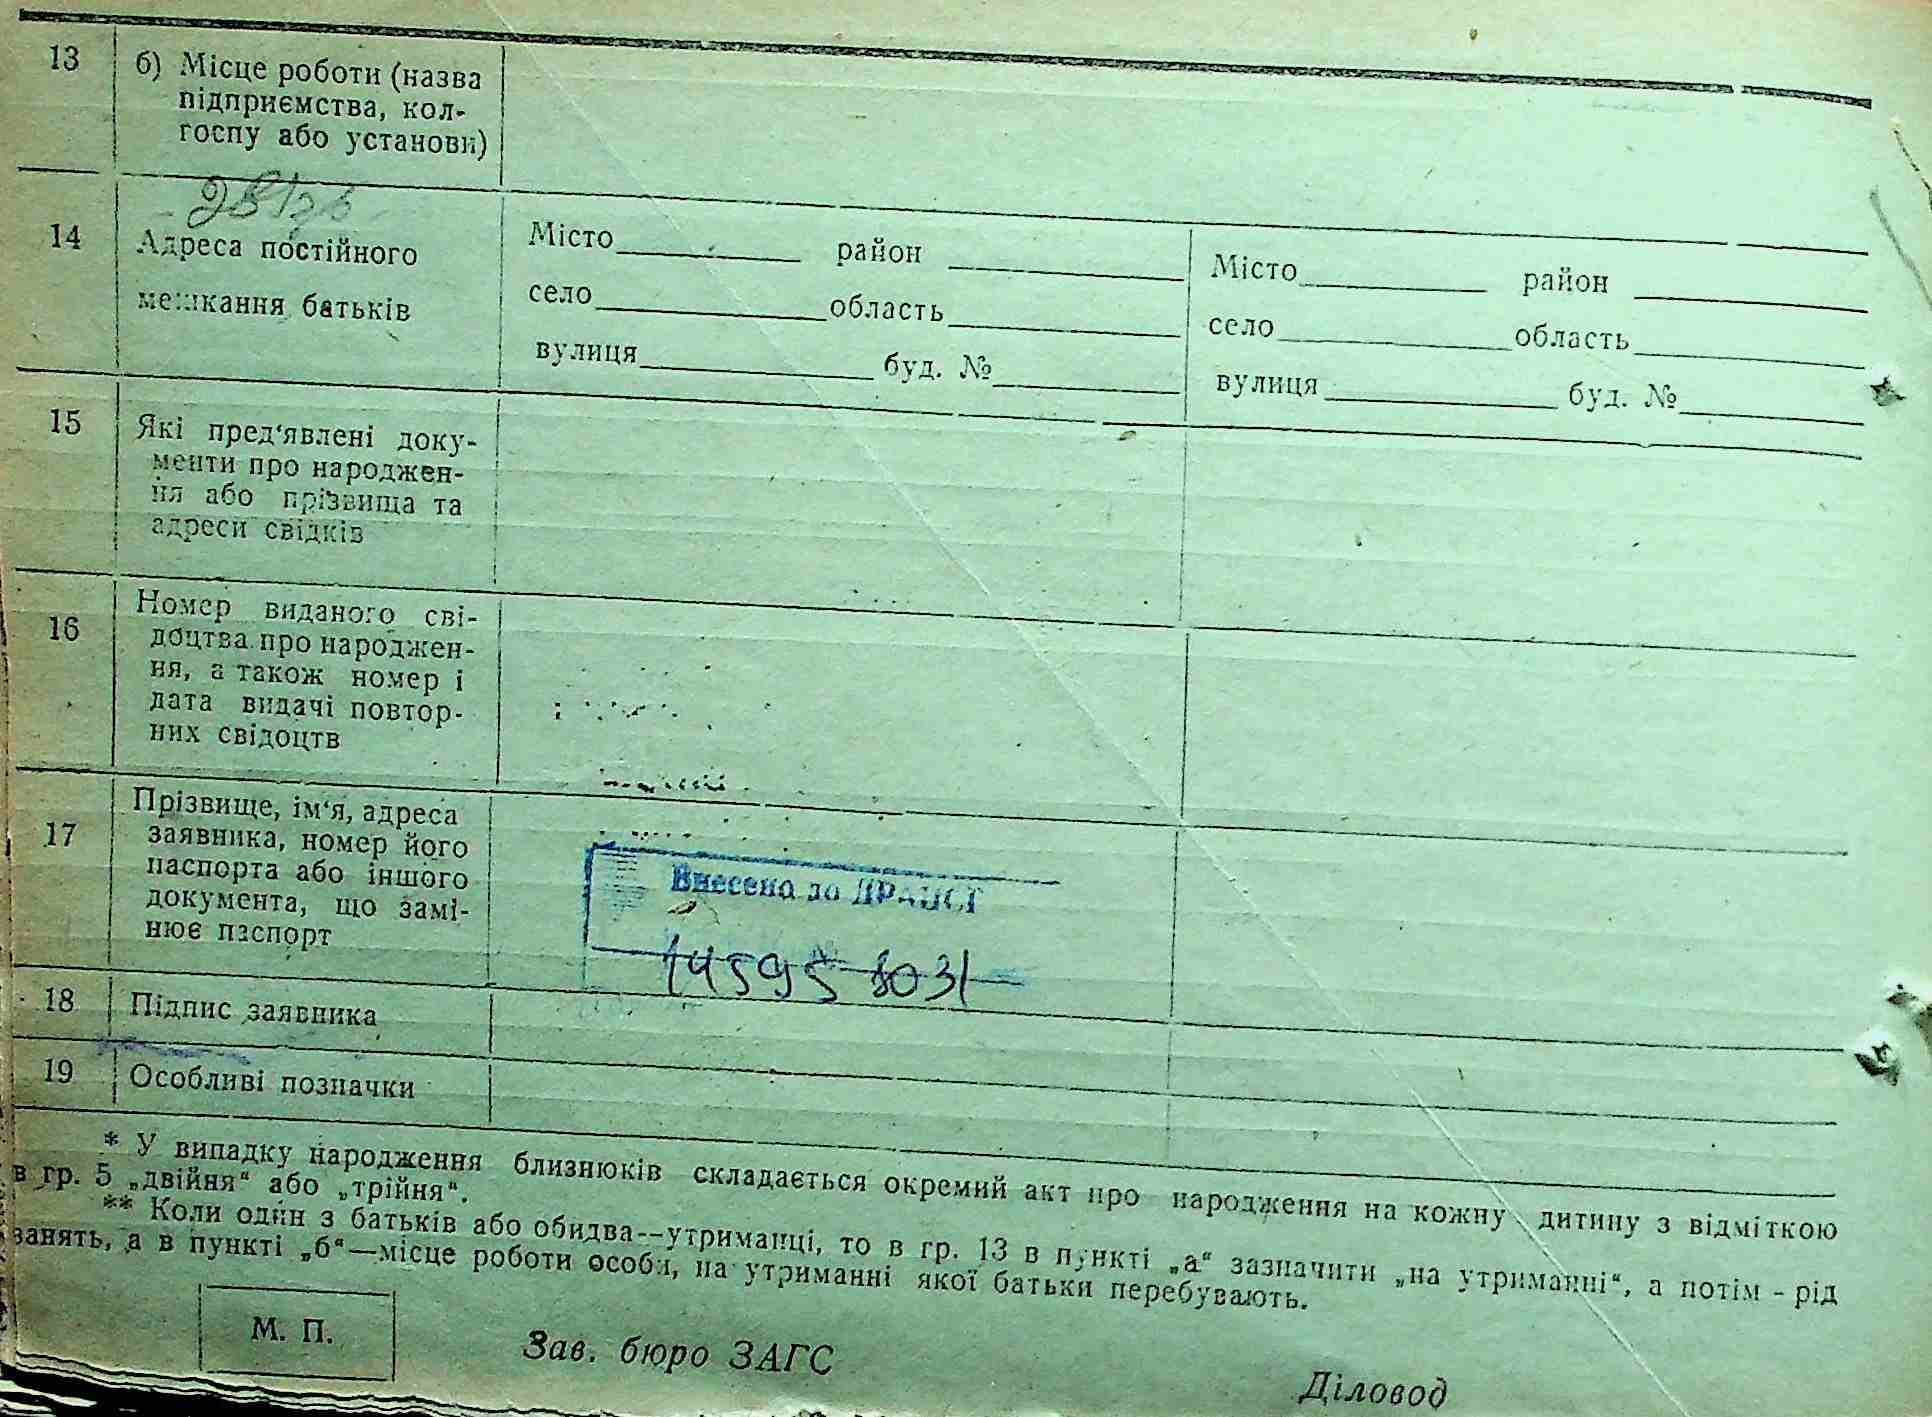 13
б) Місце роботи (назва
підприємства, кол-
госпу або установи)
14
Адреса постійного
мешкання батьків
Місто район
село область
вулиця буд. №
Місто район
село область
вулиця буд. №
15
Які пред‘явлені доку-
менти про народжен-
ня або прізвища та
адреси свідків
16
Номер виданого сві-
доцтва про народжен-
ня, а також номер і
дата видачі повтор-
них свідоцтв
17
Прізвище, ім‘я, адреса
заявника, номер його
паспорта або іншого
документа, що замі-
нює паспорт
Внесено до ДРАЦСГ
18
Підпис заявника
19
Особливі позначки
* У випадку народження близнюків складається окремий акт про народження на кожну дитину з відміткою
в гр. 5 „двійня“ або „трійня“.
** Коли один з батьків або обидва--утриманці, то в гр. 13 в пункті „а“ зазначити „на утриманні“, а потім - рід
занять, а в пункті „б“—місце роботи особи, на утриманні якої батьки перебувають.
М. П.
Зав. бюро ЗАГС
Діловод